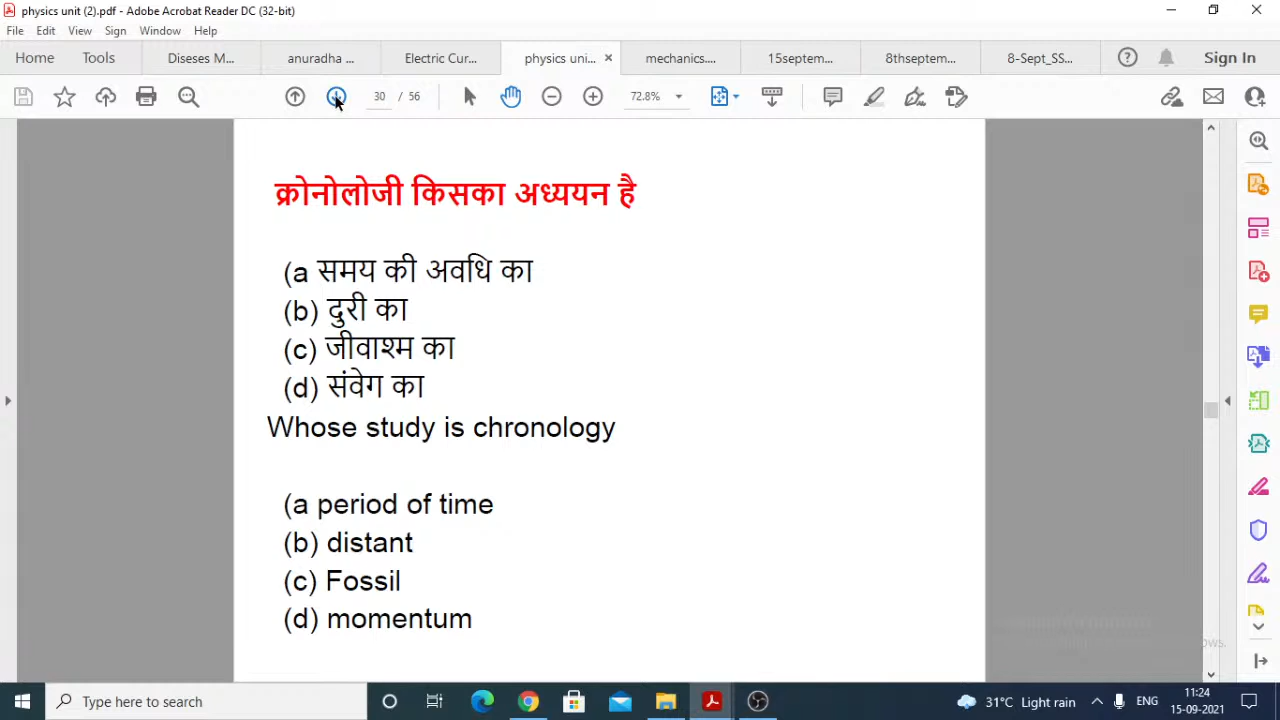 physics unit (2).pdf - Adobe Acrobat Reader DC (32-bit)
File Edit View Sign Window Help
Home Tools Diseses M... anuradha ... Electric Cur... physics uni... × mechanics.... 15septem... 8thseptem... 8-Sept_SS... Sign In
30 / 56 72.8%
क्रोनोलोजी किसका अध्ययन है
(a समय की अवधि का
(b) दुरी का
(c) जीवाश्म का
(d) संवेग का
Whose study is chronology
(a period of time
(b) distant
(c) Fossil
(d) momentum
Type here to search
31°C Light rain
ENG
11:24
15-09-2021